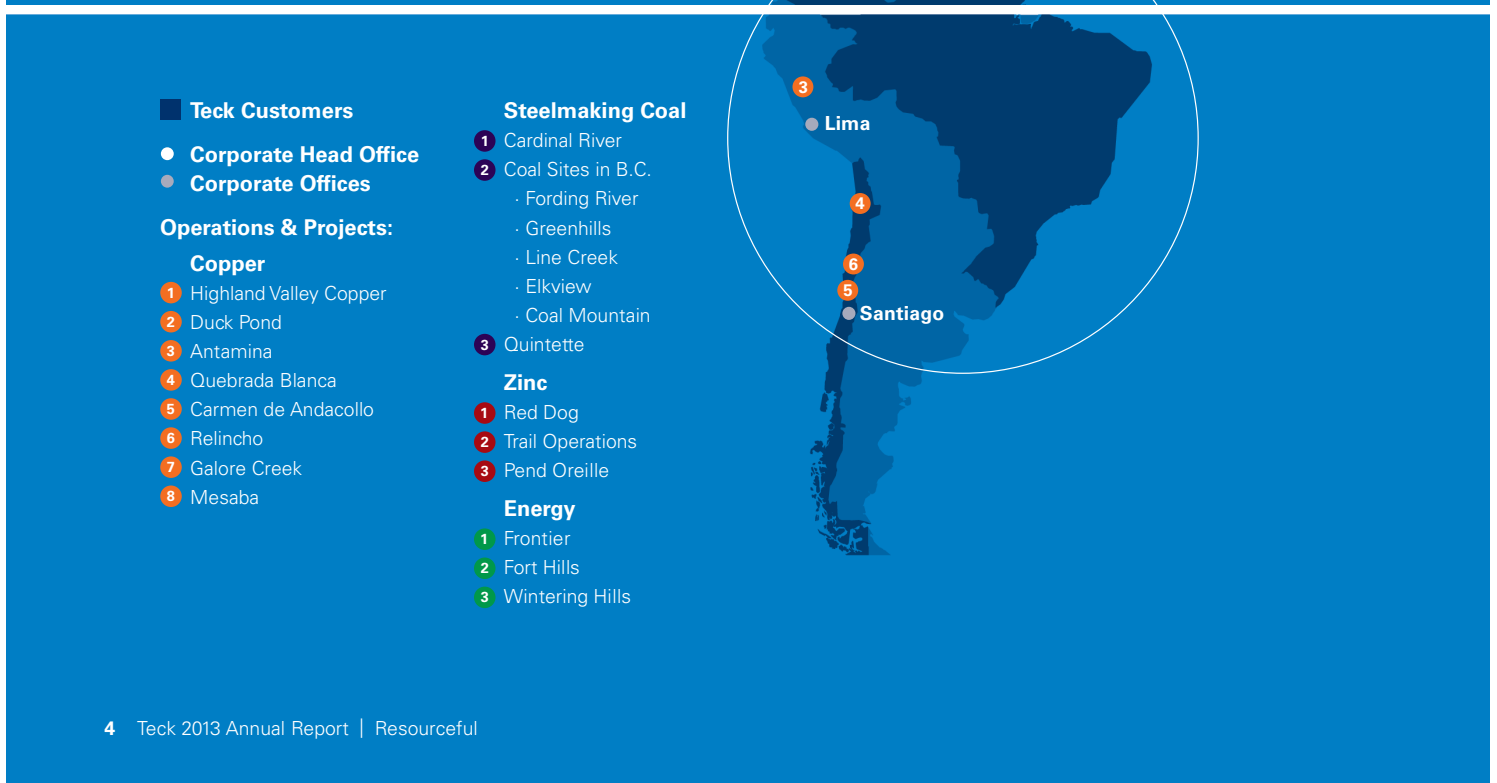 Teck Customers
Corporate Head Office
Corporate Offices
Operations & Projects:
Copper
1 Highland Valley Copper
2 Duck Pond
3 Antamina
4 Quebrada Blanca
5 Carmen de Andacollo
6 Relincho
7 Galore Creek
8 Mesaba
Steelmaking Coal
1 Cardinal River
2 Coal Sites in B.C.
· Fording River
· Greenhills
· Line Creek
· Elkview
· Coal Mountain
3 Quintette
Zinc
1 Red Dog
2 Trail Operations
3 Pend Oreille
Energy
1 Frontier
2 Fort Hills
3 Wintering Hills
3
Lima
4
6
5
Santiago
4 Teck 2013 Annual Report | Resourceful